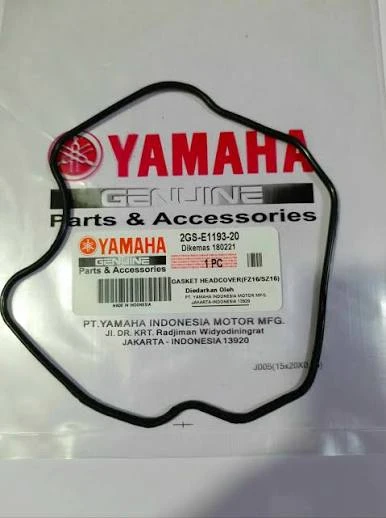 YAMAHA
GENUINE
Parts & Accessories
YAMAHA
GENUINE
Parts & Accessories
MADE IN INDONESIA
2GS-E1193-20
Dikemas 180221
1 PC
GASKET HEADCOVER(FZ16/SZ16)
Diedarkan Oleh
PT. YAMAHA INDONESIA MOTOR MFG
JAKARTA-INDONESIA 13920
PT.YAMAHA INDONESIA MOTOR MFG.
Jl. DR. KRT. Radjiman Widyodiningrat
JAKARTA - INDONESIA 13920
J005(15x20X0